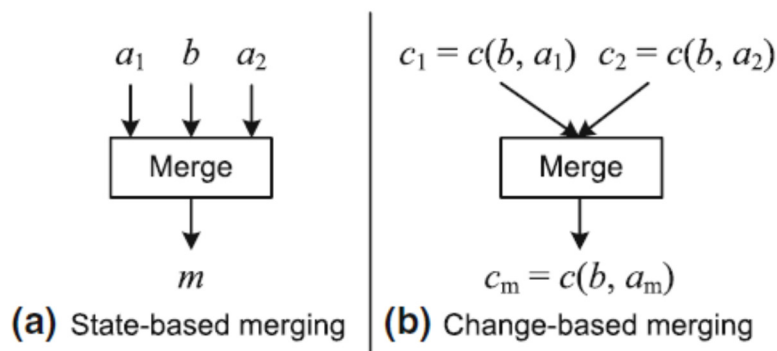 a₁ b a₂
Merge
m
(a) State-based merging
c₁ = c(b, a₁) c₂ = c(b, a₂)
Merge
cₘ = c(b, aₘ)
(b) Change-based merging